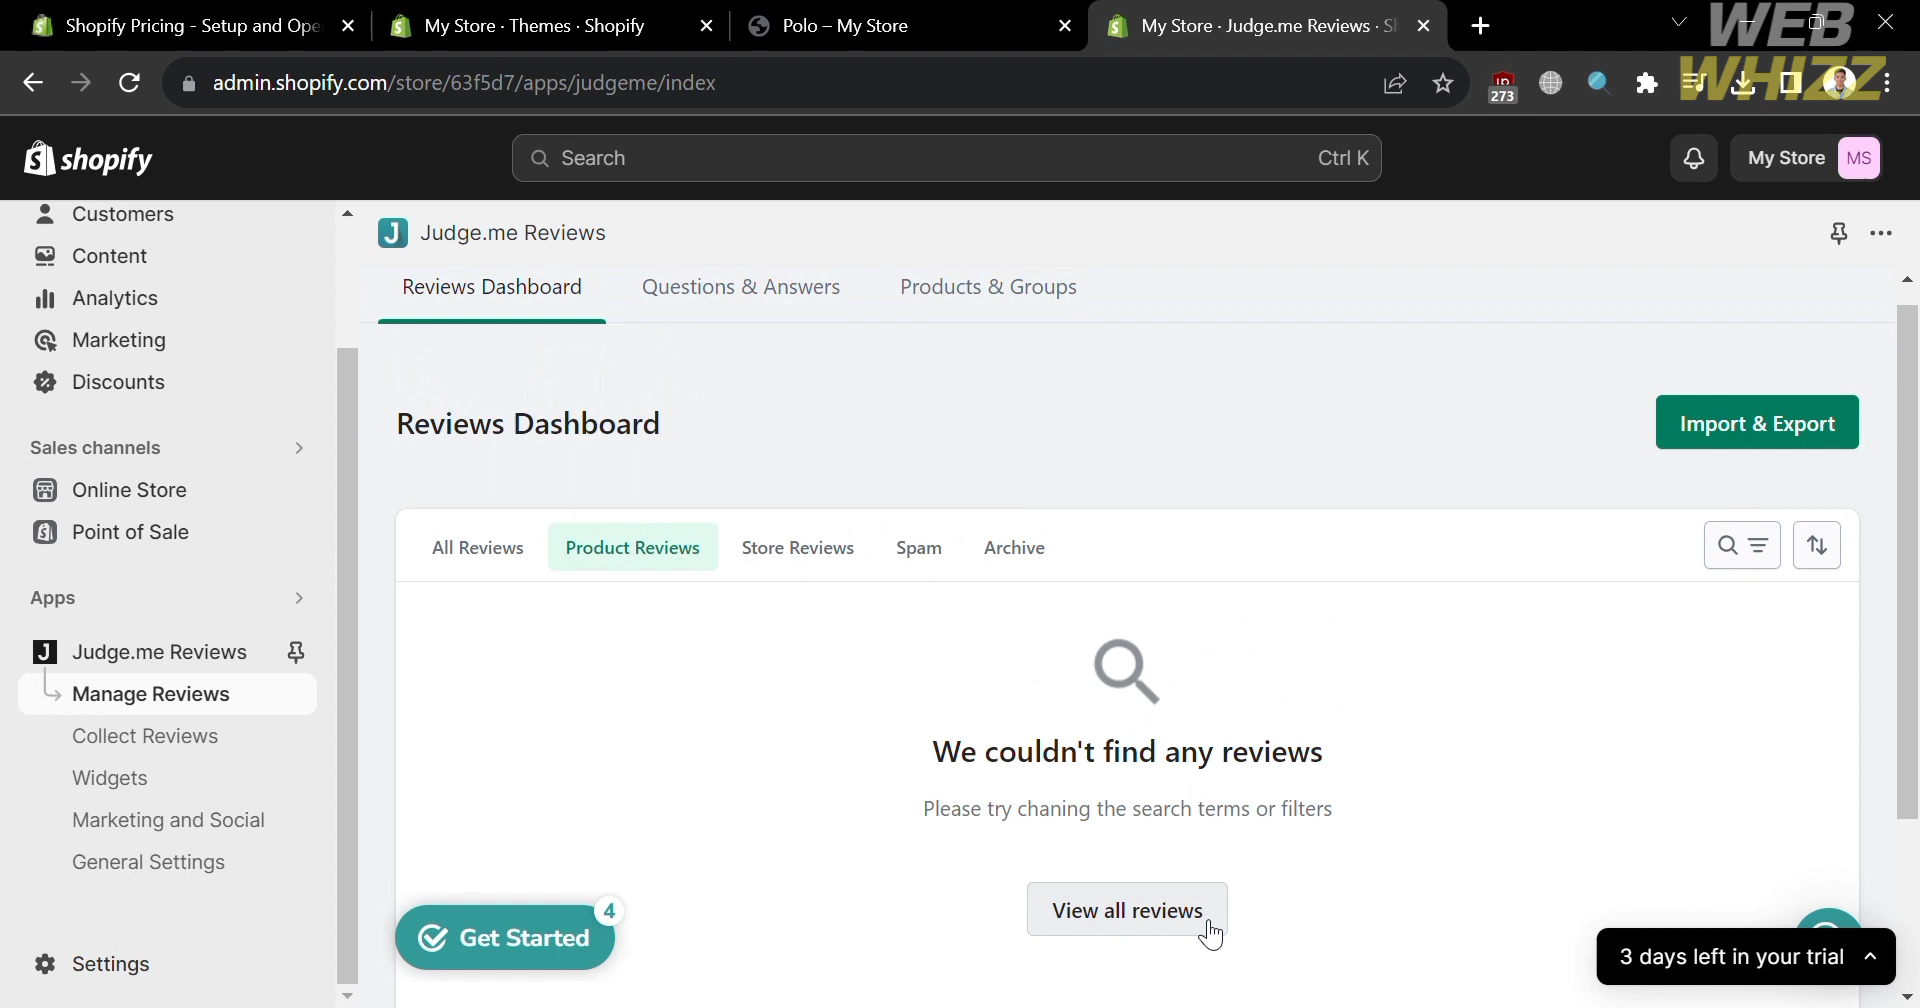 Shopify Pricing - Setup and Ope
My Store · Themes · Shopify
Polo – My Store
My Store · Judge.me Reviews · S
WEB
WHIZZ
admin.shopify.com/store/63f5d7/apps/judgeme/index
273
shopify
Search
Ctrl K
My Store
MS
Customers
Content
Analytics
Marketing
Discounts
Sales channels
Online Store
Point of Sale
Apps
J Judge.me Reviews
Manage Reviews
Collect Reviews
Widgets
Marketing and Social
General Settings
Settings
J Judge.me Reviews
Reviews Dashboard
Questions & Answers
Products & Groups
Reviews Dashboard
Import & Export
All Reviews
Product Reviews
Store Reviews
Spam
Archive
We couldn't find any reviews
Please try chaning the search terms or filters
View all reviews
Get Started
4
3 days left in your trial